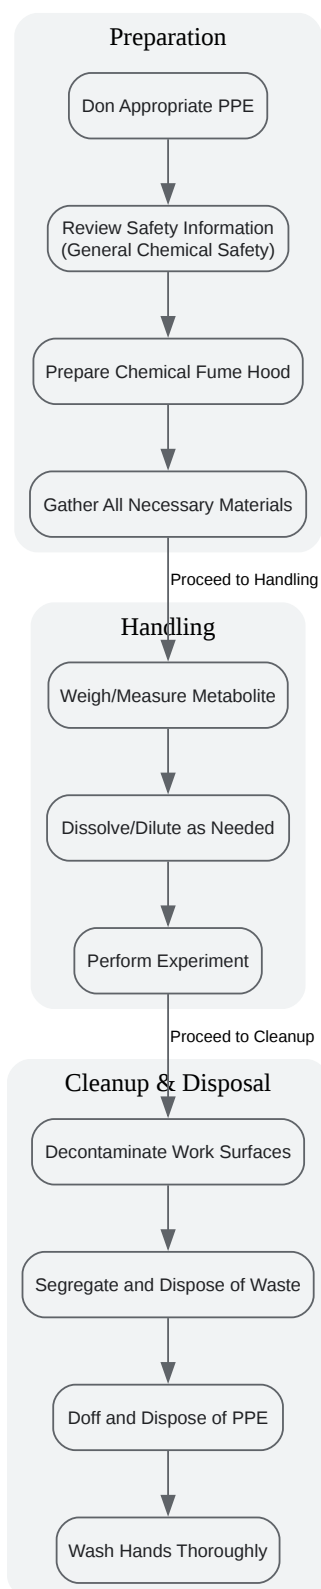 Preparation
Don Appropriate PPE
Review Safety Information
(General Chemical Safety)
Prepare Chemical Fume Hood
Gather All Necessary Materials
Proceed to Handling
Handling
Weigh/Measure Metabolite
Dissolve/Dilute as Needed
Perform Experiment
Proceed to Cleanup
Cleanup & Disposal
Decontaminate Work Surfaces
Segregate and Dispose of Waste
Doff and Dispose of PPE
Wash Hands Thoroughly